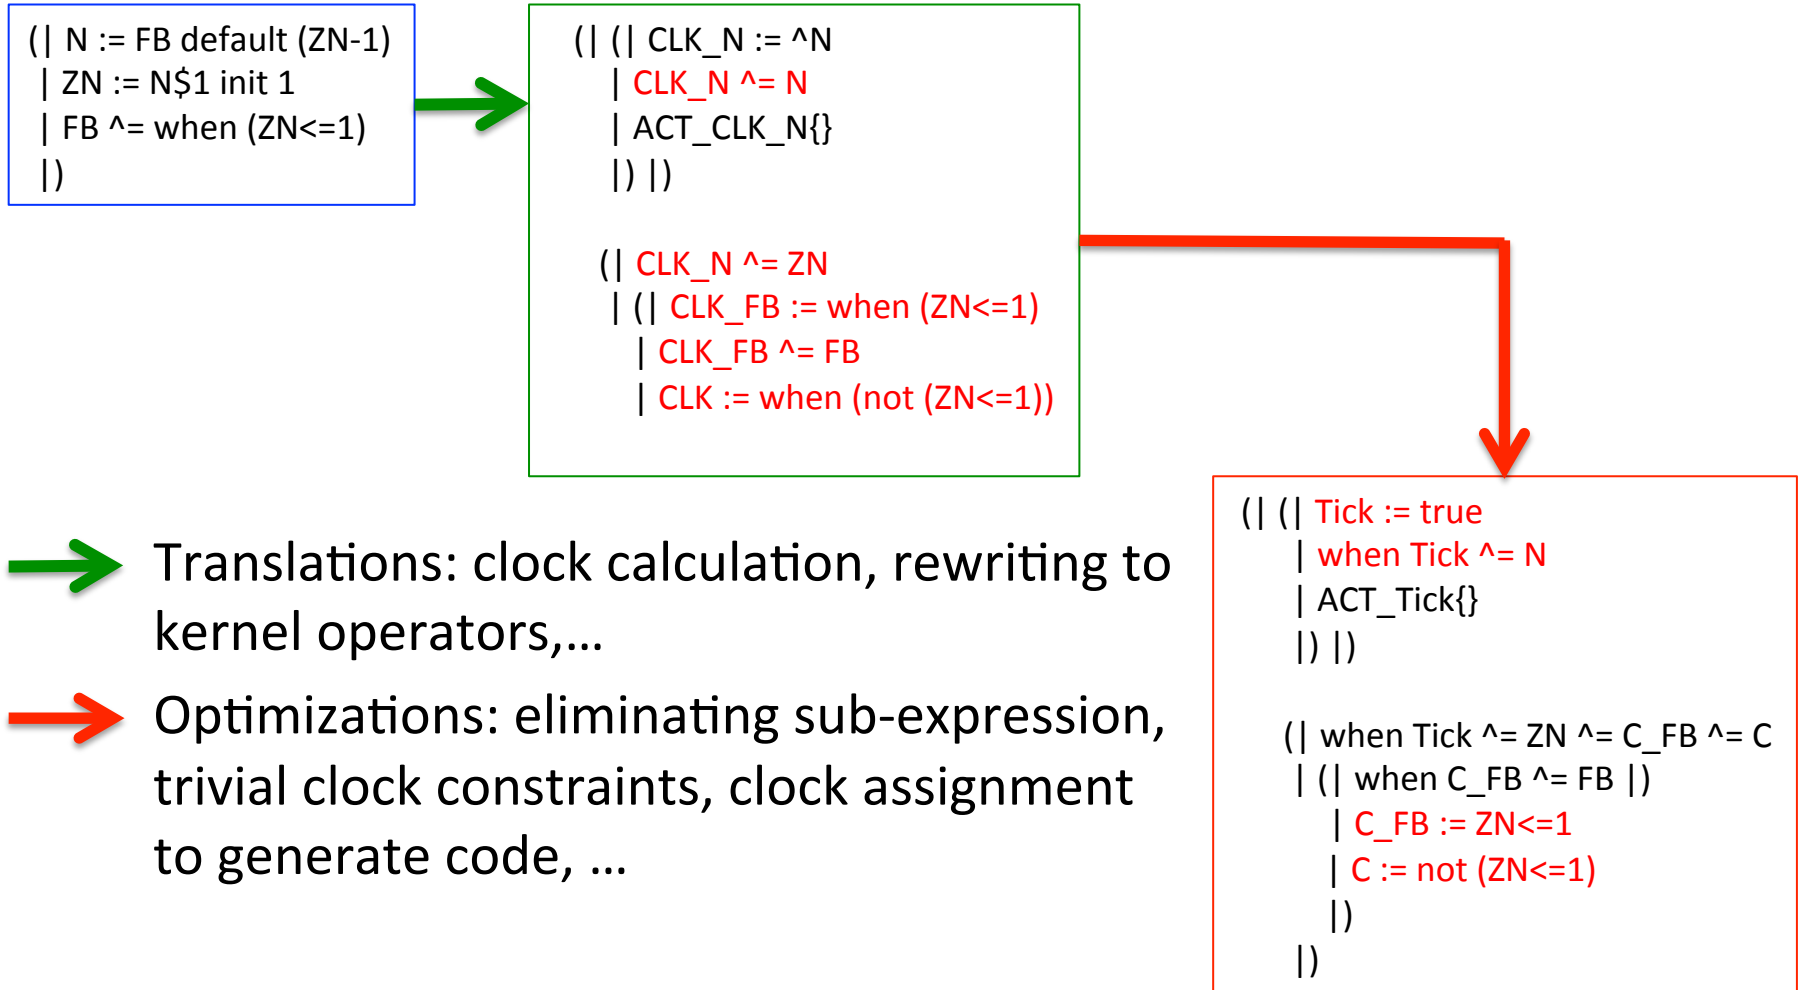 (| N := FB default (ZN-1)
| ZN := N$1 init 1
| FB ^= when (ZN<=1)
|)
(| (| CLK_N := ^N
| CLK_N ^= N
| ACT_CLK_N{}
|) |)
(| CLK_N ^= ZN
| (| CLK_FB := when (ZN<=1)
| CLK_FB ^= FB
| CLK := when (not (ZN<=1))
Translations: clock calculation, rewriting to
kernel operators,…
Optimizations: eliminating sub-expression,
trivial clock constraints, clock assignment
to generate code, …
(| (| Tick := true
| when Tick ^= N
| ACT_Tick{}
|) |)
(| when Tick ^= ZN ^= C_FB ^= C
| (| when C_FB ^= FB |)
| C_FB := ZN<=1
| C := not (ZN<=1)
|)
|)